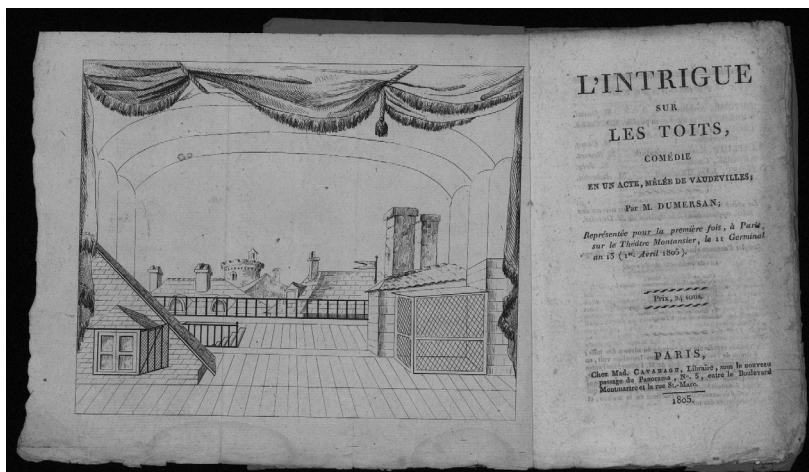 L'INTRIGUE
SUR
LES TOITS,
COMÉDIE
EN UN ACTE, MÊLÉE DE VAUDEVILLES;
Par M. DUMERSAN;
Représentée pour la première fois, à Paris,
sur le Théâtre Montansier, le 11 Germinal
an 13 (1er. Avril 1805).
Prix, 24 sous.
PARIS,
Chez Mad. CAVANAGH, Libraire, sous le nouveau
passage du Panorama, No. 5, entre le Boulevard
Montmartre et la rue St.-Marc.
1805.